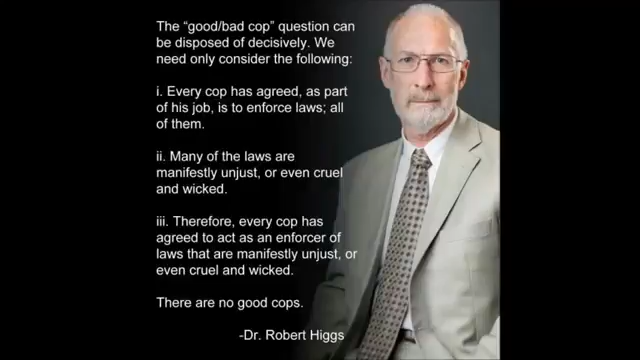 The “good/bad cop” question can
be disposed of decisively. We
need only consider the following:
i. Every cop has agreed, as part
of his job, is to enforce laws; all
of them.
ii. Many of the laws are
manifestly unjust, or even cruel
and wicked.
iii. Therefore, every cop has
agreed to act as an enforcer of
laws that are manifestly unjust, or
even cruel and wicked.
There are no good cops.
-Dr. Robert Higgs